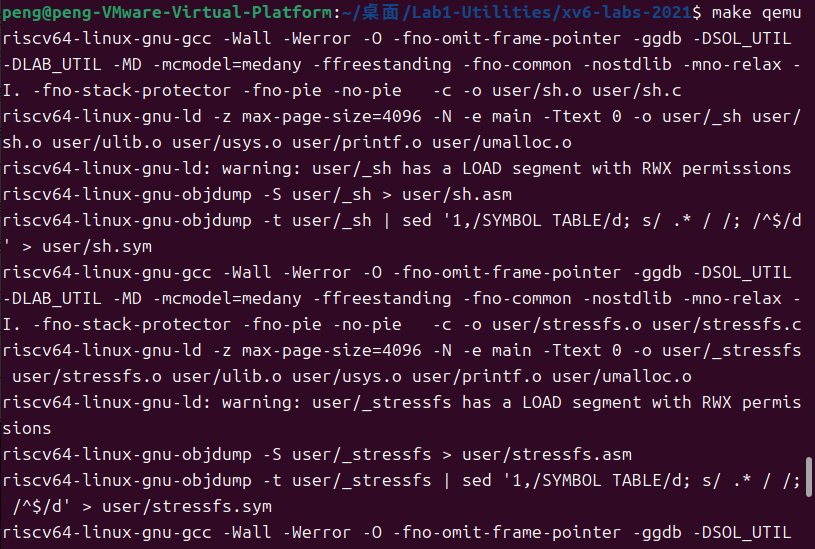 peng@peng-VMware-Virtual-Platform:~/桌面/Lab1-Utilities/xv6-labs-2021$ make qemu
riscv64-linux-gnu-gcc -Wall -Werror -O -fno-omit-frame-pointer -ggdb -DSOL_UTIL
-DLAB_UTIL -MD -mcmodel=medany -ffreestanding -fno-common -nostdlib -mno-relax -
I. -fno-stack-protector -fno-pie -no-pie   -c -o user/sh.o user/sh.c
riscv64-linux-gnu-ld -z max-page-size=4096 -N -e main -Ttext 0 -o user/_sh user/
sh.o user/ulib.o user/usys.o user/printf.o user/umalloc.o
riscv64-linux-gnu-ld: warning: user/_sh has a LOAD segment with RWX permissions
riscv64-linux-gnu-objdump -S user/_sh > user/sh.asm
riscv64-linux-gnu-objdump -t user/_sh | sed '1,/SYMBOL TABLE/d; s/ .* / /; /^$/d
' > user/sh.sym
riscv64-linux-gnu-gcc -Wall -Werror -O -fno-omit-frame-pointer -ggdb -DSOL_UTIL
-DLAB_UTIL -MD -mcmodel=medany -ffreestanding -fno-common -nostdlib -mno-relax -
I. -fno-stack-protector -fno-pie -no-pie   -c -o user/stressfs.o user/stressfs.c
riscv64-linux-gnu-ld -z max-page-size=4096 -N -e main -Ttext 0 -o user/_stressfs
 user/stressfs.o user/ulib.o user/usys.o user/printf.o user/umalloc.o
riscv64-linux-gnu-ld: warning: user/_stressfs has a LOAD segment with RWX permis
sions
riscv64-linux-gnu-objdump -S user/_stressfs > user/stressfs.asm
riscv64-linux-gnu-objdump -t user/_stressfs | sed '1,/SYMBOL TABLE/d; s/ .* / /;
 /^$/d' > user/stressfs.sym
riscv64-linux-gnu-gcc -Wall -Werror -O -fno-omit-frame-pointer -ggdb -DSOL_UTIL